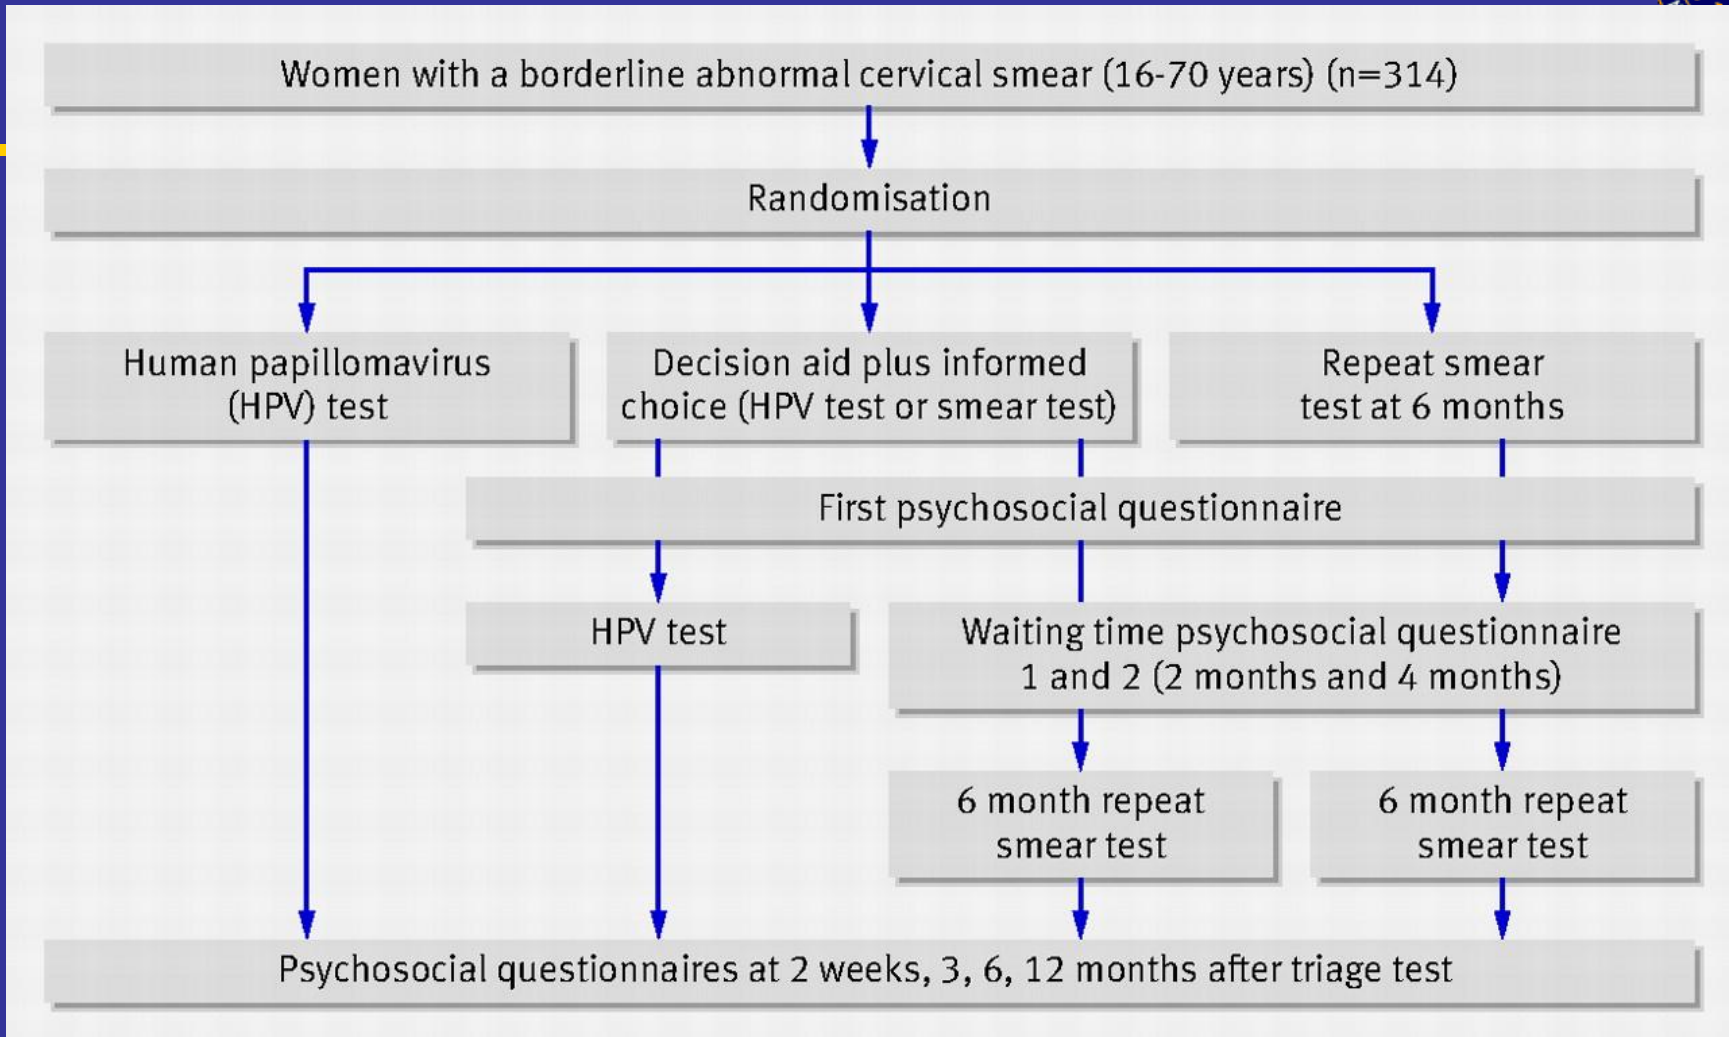 Women with a borderline abnormal cervical smear (16-70 years) (n=314)
Randomisation
Human papillomavirus
(HPV) test
Decision aid plus informed
choice (HPV test or smear test)
Repeat smear
test at 6 months
First psychosocial questionnaire
HPV test
Waiting time psychosocial questionnaire
1 and 2 (2 months and 4 months)
6 month repeat
smear test
6 month repeat
smear test
Psychosocial questionnaires at 2 weeks, 3, 6, 12 months after triage test